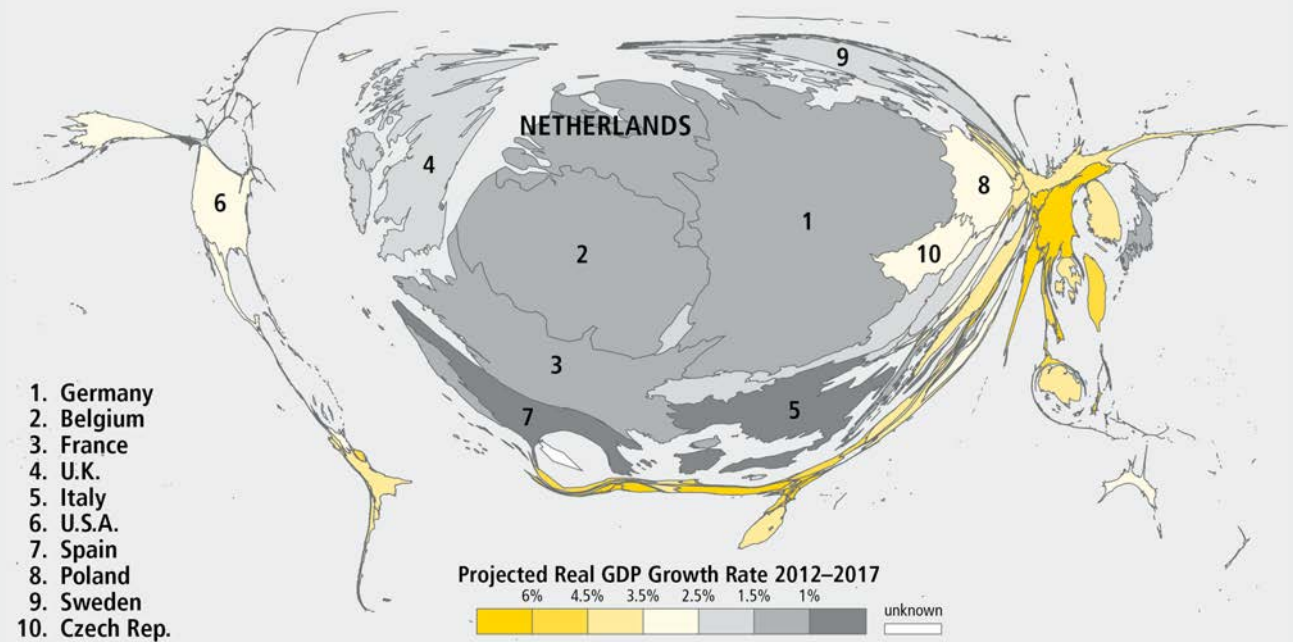 NETHERLANDS
9
4
8
6
1
2
10
3
7
5
1. Germany
2. Belgium
3. France
4. U.K.
5. Italy
6. U.S.A.
7. Spain
8. Poland
9. Sweden
10. Czech Rep.
Projected Real GDP Growth Rate 2012–2017
6% 4.5% 3.5% 2.5% 1.5% 1%
unknown